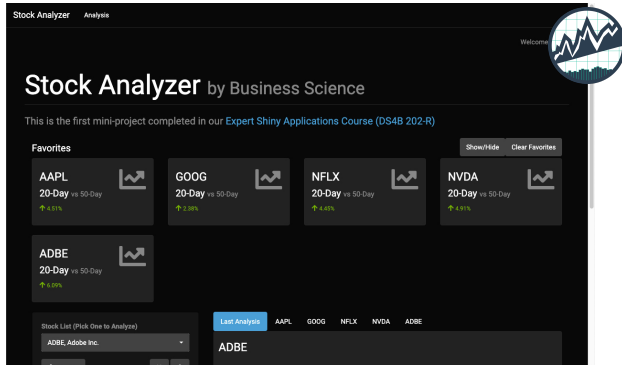 Stock Analyzer Analysis
Welcome
Stock Analyzer by Business Science
This is the first mini-project completed in our Expert Shiny Applications Course (DS4B 202-R)
Favorites Show/Hide Clear Favorites
AAPL GOOG NFLX NVDA
20-Day vs 50-Day 20-Day vs 50-Day 20-Day vs 50-Day 20-Day vs 50-Day
4.51% 2.38% 4.45% 4.91%
ADBE
20-Day vs 50-Day
6.09%
Stock List (Pick One to Analyze) Last Analysis AAPL GOOG NFLX NVDA ADBE
ADBE, Adobe Inc. ADBE